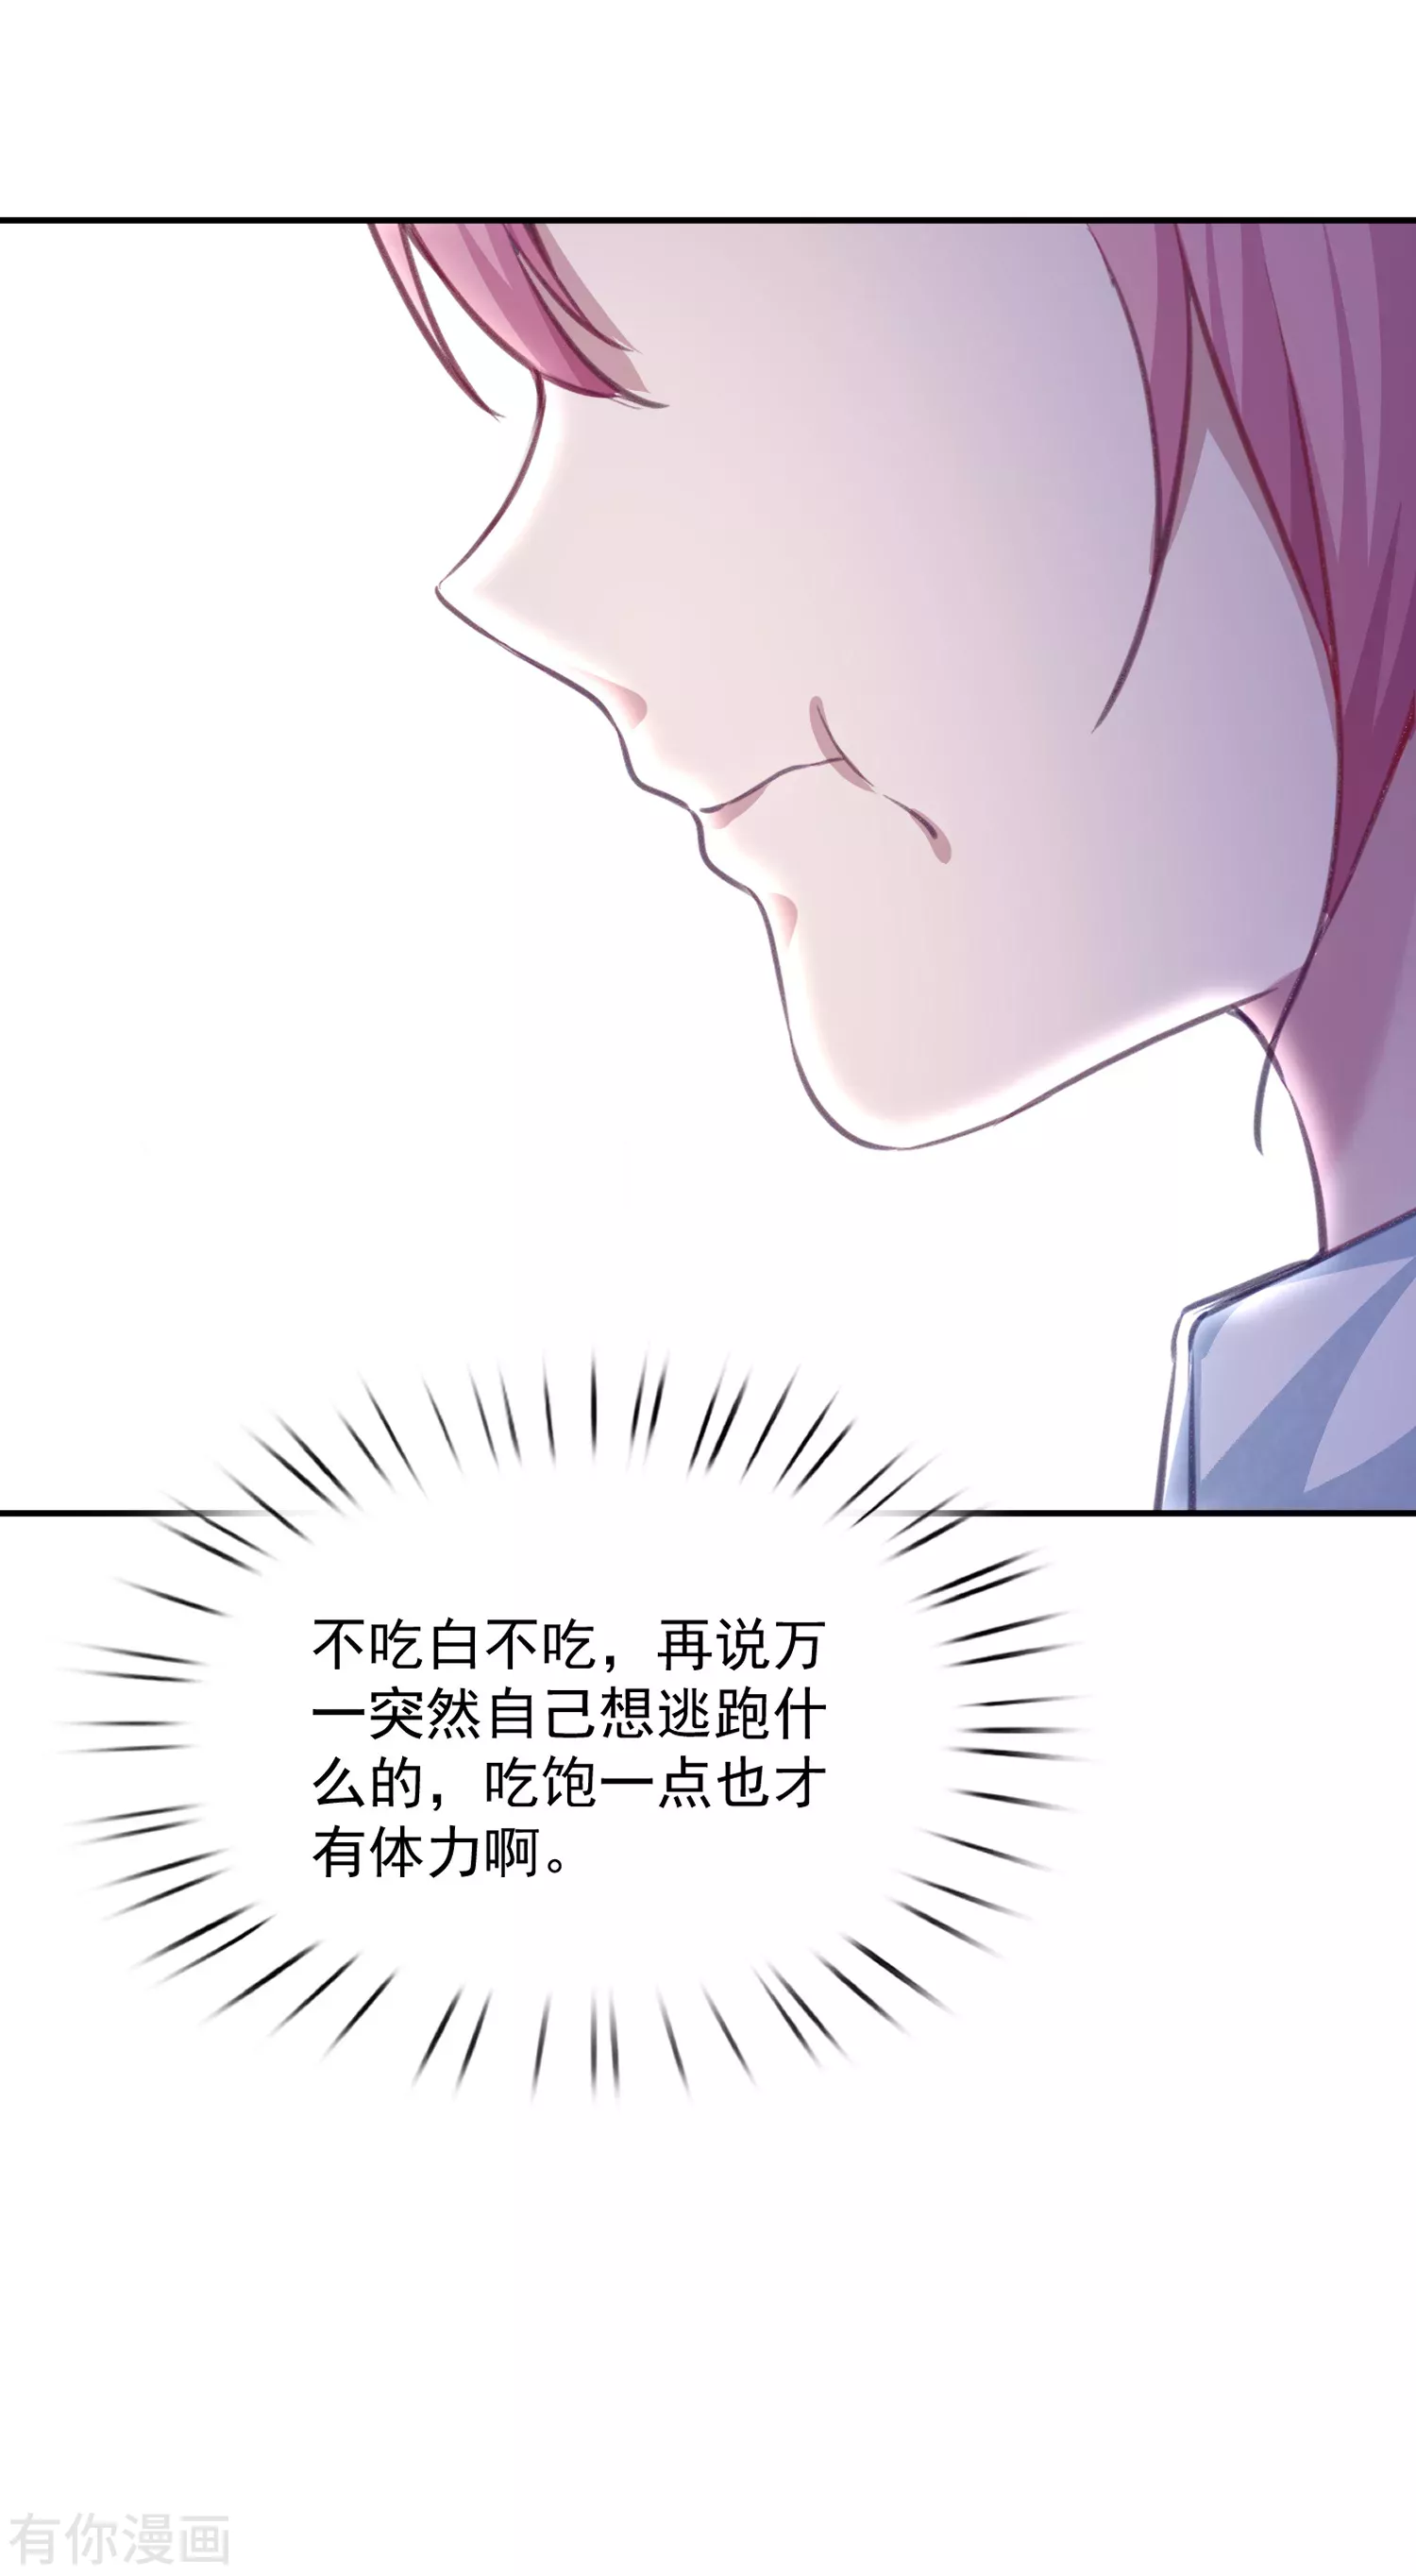 不吃白不吃，再说万
一突然自己想逃跑什
么的，吃饱一点也才
有体力啊。
有你漫画